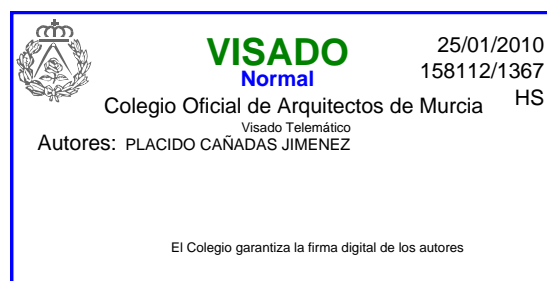 VISADO
25/01/2010
Normal
158112/1367
Colegio Oficial de Arquitectos de Murcia
HS
Visado Telemático
Autores: PLACIDO CAÑADAS JIMENEZ
El Colegio garantiza la firma digital de los autores